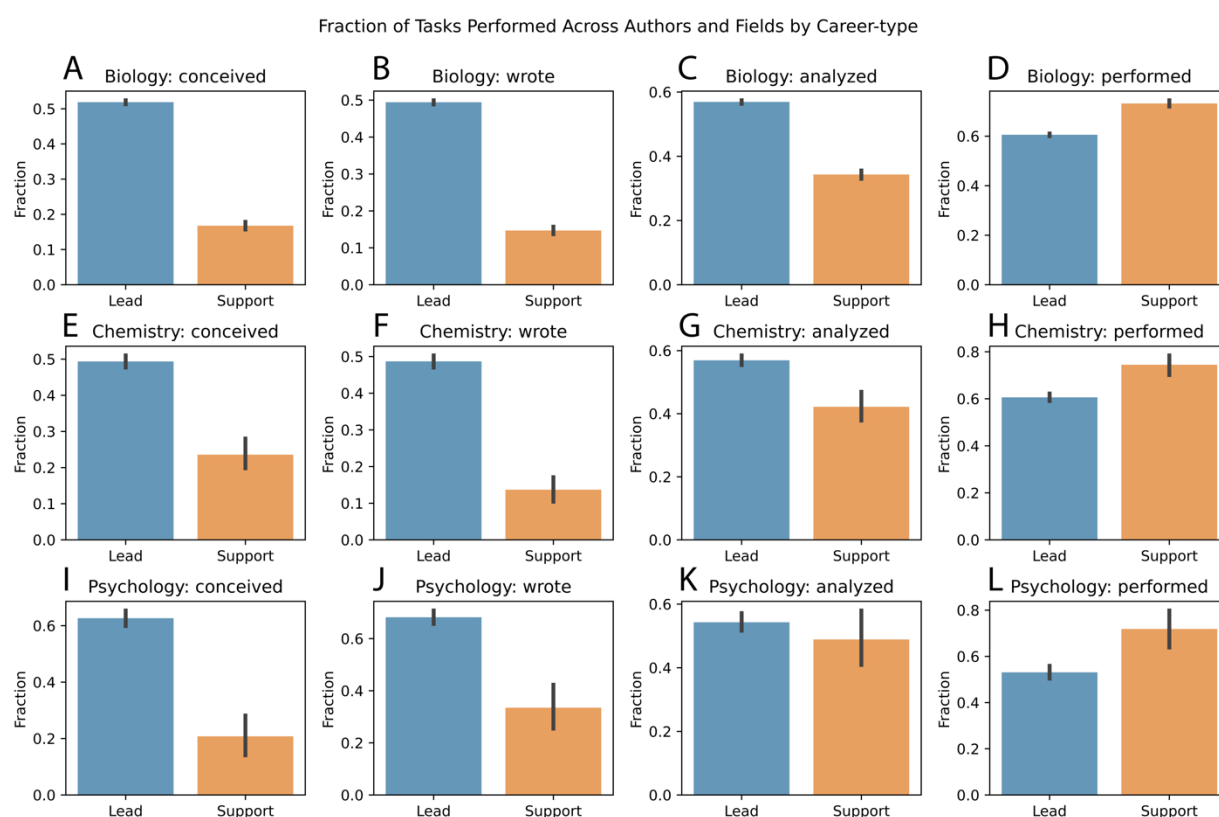 Fraction of Tasks Performed Across Authors and Fields by Career-type
A Biology: conceived
0.5
0.4
0.3
0.2
0.1
0.0
Fraction
Lead Support
B Biology: wrote
0.5
0.4
0.3
0.2
0.1
0.0
Fraction
Lead Support
C Biology: analyzed
0.6
0.4
0.2
0.0
Fraction
Lead Support
D Biology: performed
0.6
0.4
0.2
0.0
Fraction
Lead Support
E Chemistry: conceived
0.5
0.4
0.3
0.2
0.1
0.0
Fraction
Lead Support
F Chemistry: wrote
0.5
0.4
0.3
0.2
0.1
0.0
Fraction
Lead Support
G Chemistry: analyzed
0.6
0.4
0.2
0.0
Fraction
Lead Support
H Chemistry: performed
0.8
0.6
0.4
0.2
0.0
Fraction
Lead Support
I Psychology: conceived
0.6
0.4
0.2
0.0
Fraction
Lead Support
J Psychology: wrote
0.6
0.4
0.2
0.0
Fraction
Lead Support
K Psychology: analyzed
0.6
0.4
0.2
0.0
Fraction
Lead Support
L Psychology: performed
0.8
0.6
0.4
0.2
0.0
Fraction
Lead Support